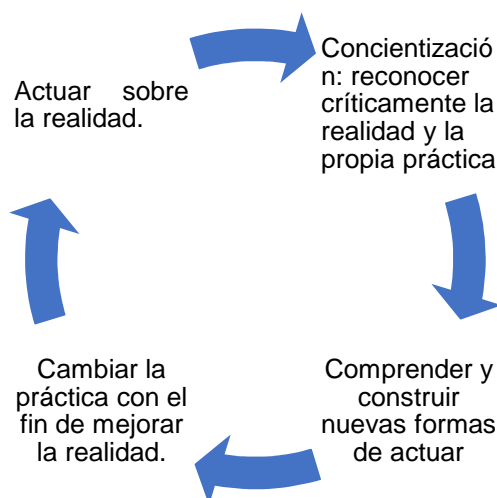 Actuar sobre
la realidad.
Concientizació
n: reconocer
críticamente la
realidad y la
propia práctica
Comprender y
construir
nuevas formas
de actuar
Cambiar la
práctica con el
fin de mejorar
la realidad.